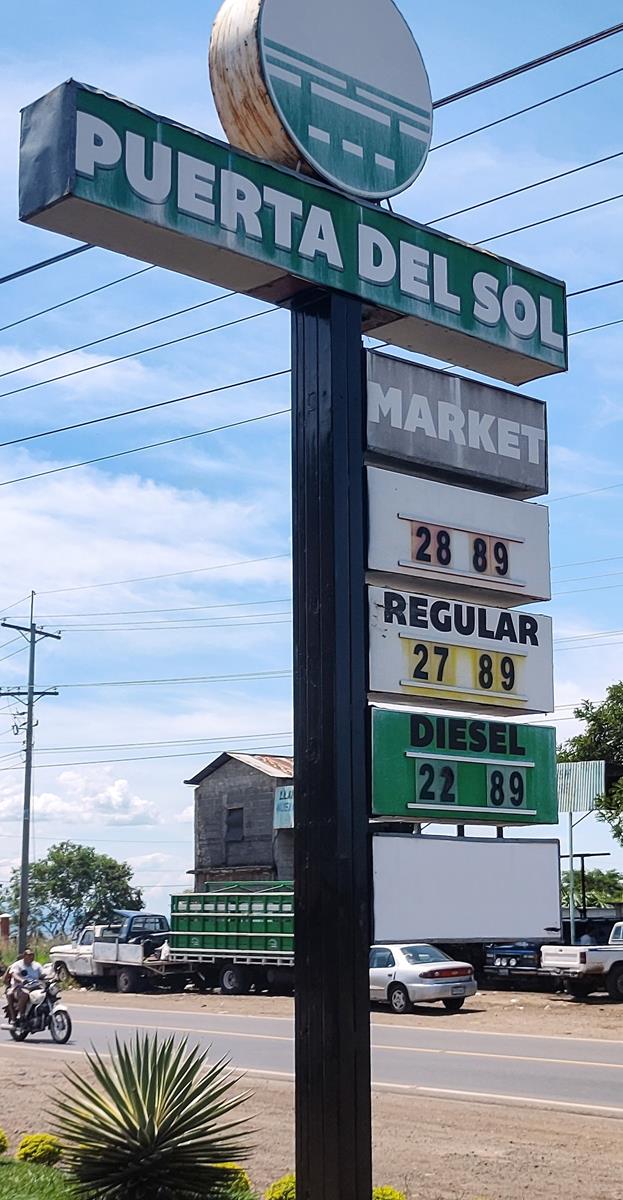 PUERTA DEL SOL
MARKET
28 89
REGULAR
27 89
DIESEL
22 89